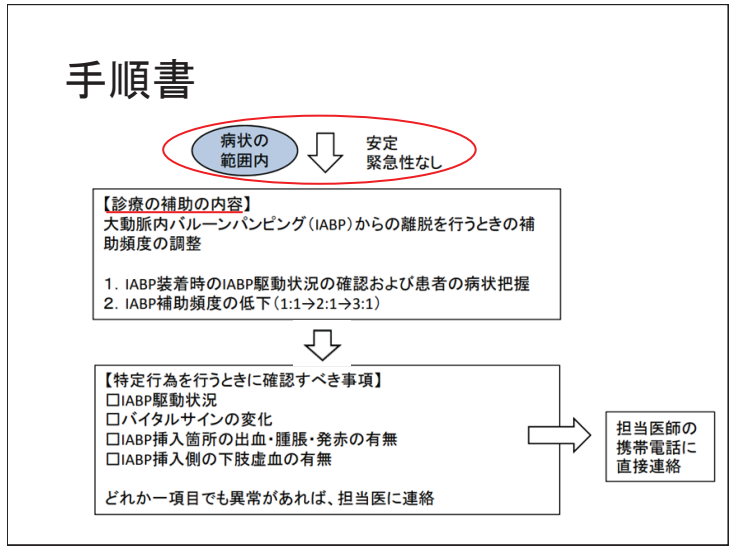 手順書
病状の
範囲内
安定
緊急性なし
【診療の補助の内容】
大動脈内バルーンパンピング（IABP）からの離脱を行うときの補
助頻度の調整
１．IABP装着時のIABP駆動状況の確認および患者の病状把握
２．IABP補助頻度の低下（1:1→2:1→3:1）
【特定行為を行うときに確認すべき事項】
□IABP駆動状況
□バイタルサインの変化
□IABP挿入箇所の出血・腫脹・発赤の有無
□IABP挿入側の下肢虚血の有無
どれか一項目でも異常があれば、担当医に連絡
担当医師の
携帯電話に
直接連絡